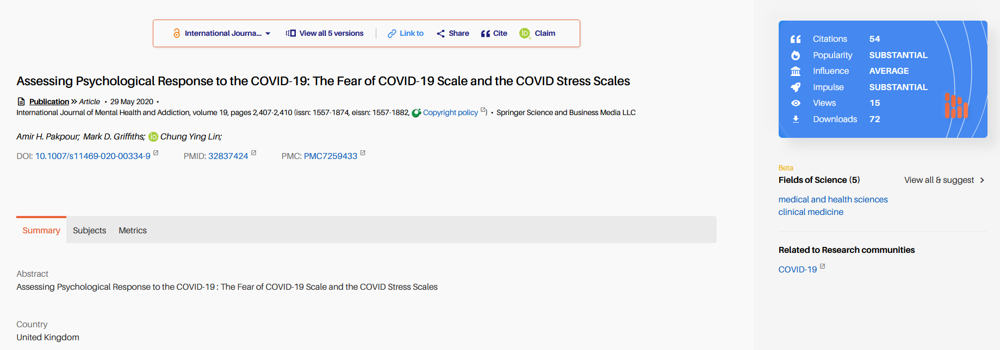 International Journa... View all 5 versions Link to Share Cite iD Claim
Assessing Psychological Response to the COVID-19: The Fear of COVID-19 Scale and the COVID Stress Scales
Publication » Article • 29 May 2020 •
International Journal of Mental Health and Addiction, volume 19, pages 2,407-2,410 (issn: 1557-1874, eissn: 1557-1882, Copyright policy ) • Springer Science and Business Media LLC
Amir H. Pakpour; Mark D. Griffiths; iD Chung Ying Lin;
DOI: 10.1007/s11469-020-00334-9 PMID: 32837424 PMC: PMC7259433
Summary Subjects Metrics
Abstract
Assessing Psychological Response to the COVID-19 : The Fear of COVID-19 Scale and the COVID Stress Scales
Country
United Kingdom
Citations 54
Popularity SUBSTANTIAL
Influence AVERAGE
Impulse SUBSTANTIAL
Views 15
Downloads 72
Beta
Fields of Science (5) View all & suggest
medical and health sciences
clinical medicine
Related to Research communities
COVID-19